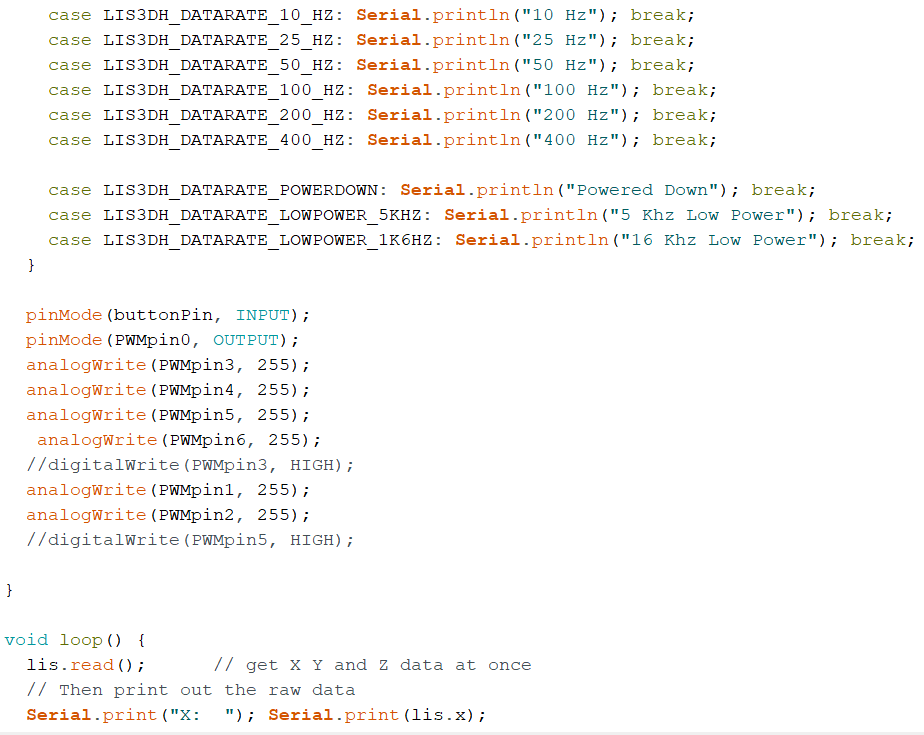 case LIS3DH_DATARATE_10_HZ: Serial.println("10 Hz"); break;
case LIS3DH_DATARATE_25_HZ: Serial.println("25 Hz"); break;
case LIS3DH_DATARATE_50_HZ: Serial.println("50 Hz"); break;
case LIS3DH_DATARATE_100_HZ: Serial.println("100 Hz"); break;
case LIS3DH_DATARATE_200_HZ: Serial.println("200 Hz"); break;
case LIS3DH_DATARATE_400_HZ: Serial.println("400 Hz"); break;

case LIS3DH_DATARATE_POWERDOWN: Serial.println("Powered Down"); break;
case LIS3DH_DATARATE_LOWPOWER_5KHZ: Serial.println("5 Khz Low Power"); break;
case LIS3DH_DATARATE_LOWPOWER_1K6HZ: Serial.println("16 Khz Low Power"); break;
}

pinMode(buttonPin, INPUT);
pinMode(PWMpin0, OUTPUT);
analogWrite(PWMpin3, 255);
analogWrite(PWMpin4, 255);
analogWrite(PWMpin5, 255);
analogWrite(PWMpin6, 255);
//digitalWrite(PWMpin3, HIGH);
analogWrite(PWMpin1, 255);
analogWrite(PWMpin2, 255);
//digitalWrite(PWMpin5, HIGH);

}

void loop() {
lis.read();      // get X Y and Z data at once
// Then print out the raw data
Serial.print("X:  "); Serial.print(lis.x);